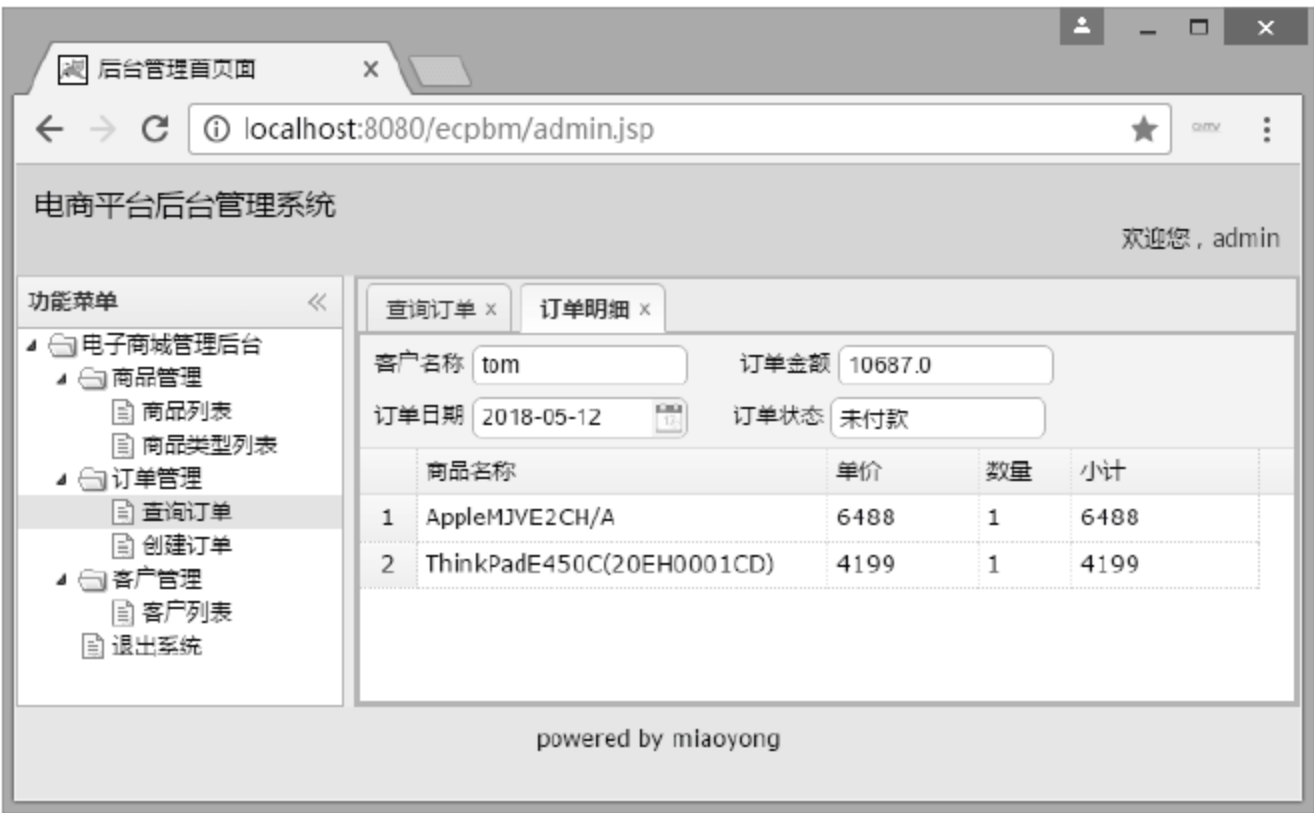 后台管理首页面
localhost:8080/ecpbm/admin.jsp
电商平台后台管理系统
欢迎您，admin
功能菜单
电子商城管理后台
商品管理
商品列表
商品类型列表
订单管理
查询订单
创建订单
客户管理
客户列表
退出系统
查询订单 订单明细
客户名称 tom 订单金额 10687.0
订单日期 2018-05-12 订单状态 未付款
商品名称 单价 数量 小计
1 AppleMJVE2CH/A 6488 1 6488
2 ThinkPadE450C(20EH0001CD) 4199 1 4199
powered by miaoyong